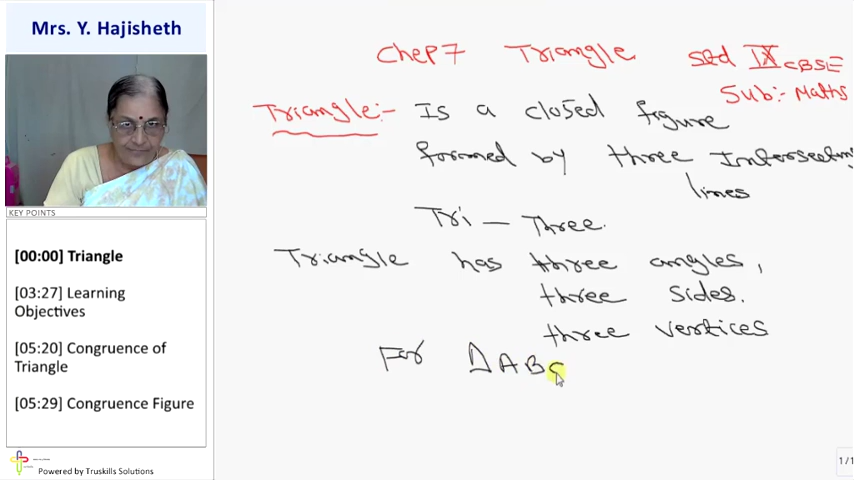 Mrs. Y. Hajisheth
KEY POINTS
[00:00] Triangle
[03:27] Learning
Objectives
[05:20] Congruence of
Triangle
[05:29] Congruence Figure
Powered by Truskills Solutions
Chep7 Triangle Std IX CBSE
Sub:- Maths
Triangle:- Is a closed figure
formed by three Intersecting
lines
Tri - Three.
Triangle has three angles,
three sides.
three vertices
For △ABC
1/1